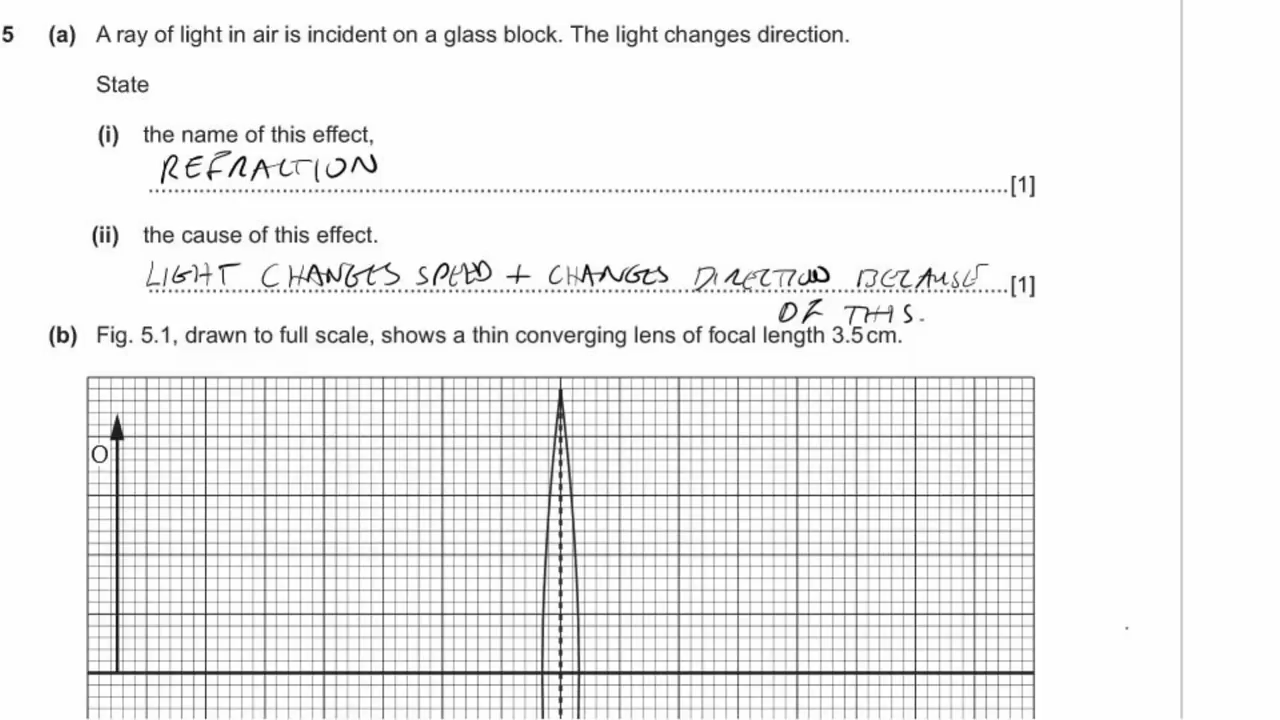 5 (a) A ray of light in air is incident on a glass block. The light changes direction.
State
(i) the name of this effect,
REFRACTION
[1]
(ii) the cause of this effect.
LIGHT CHANGES SPEED + CHANGES DIRECTION BECAUSE [1]
OF THIS.
(b) Fig. 5.1, drawn to full scale, shows a thin converging lens of focal length 3.5 cm.
O